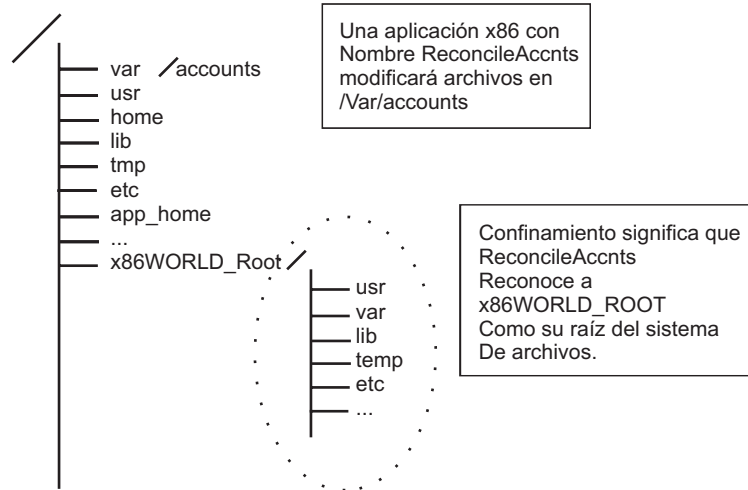 /
var /accounts
usr
home
lib
tmp
etc
app_home
...
x86WORLD_Root /
usr
var
lib
temp
etc
...
Una aplicación x86 con
Nombre ReconcileAccnts
modificará archivos en
/Var/accounts
Confinamiento significa que
ReconcileAccnts
Reconoce a
x86WORLD_ROOT
Como su raíz del sistema
De archivos.